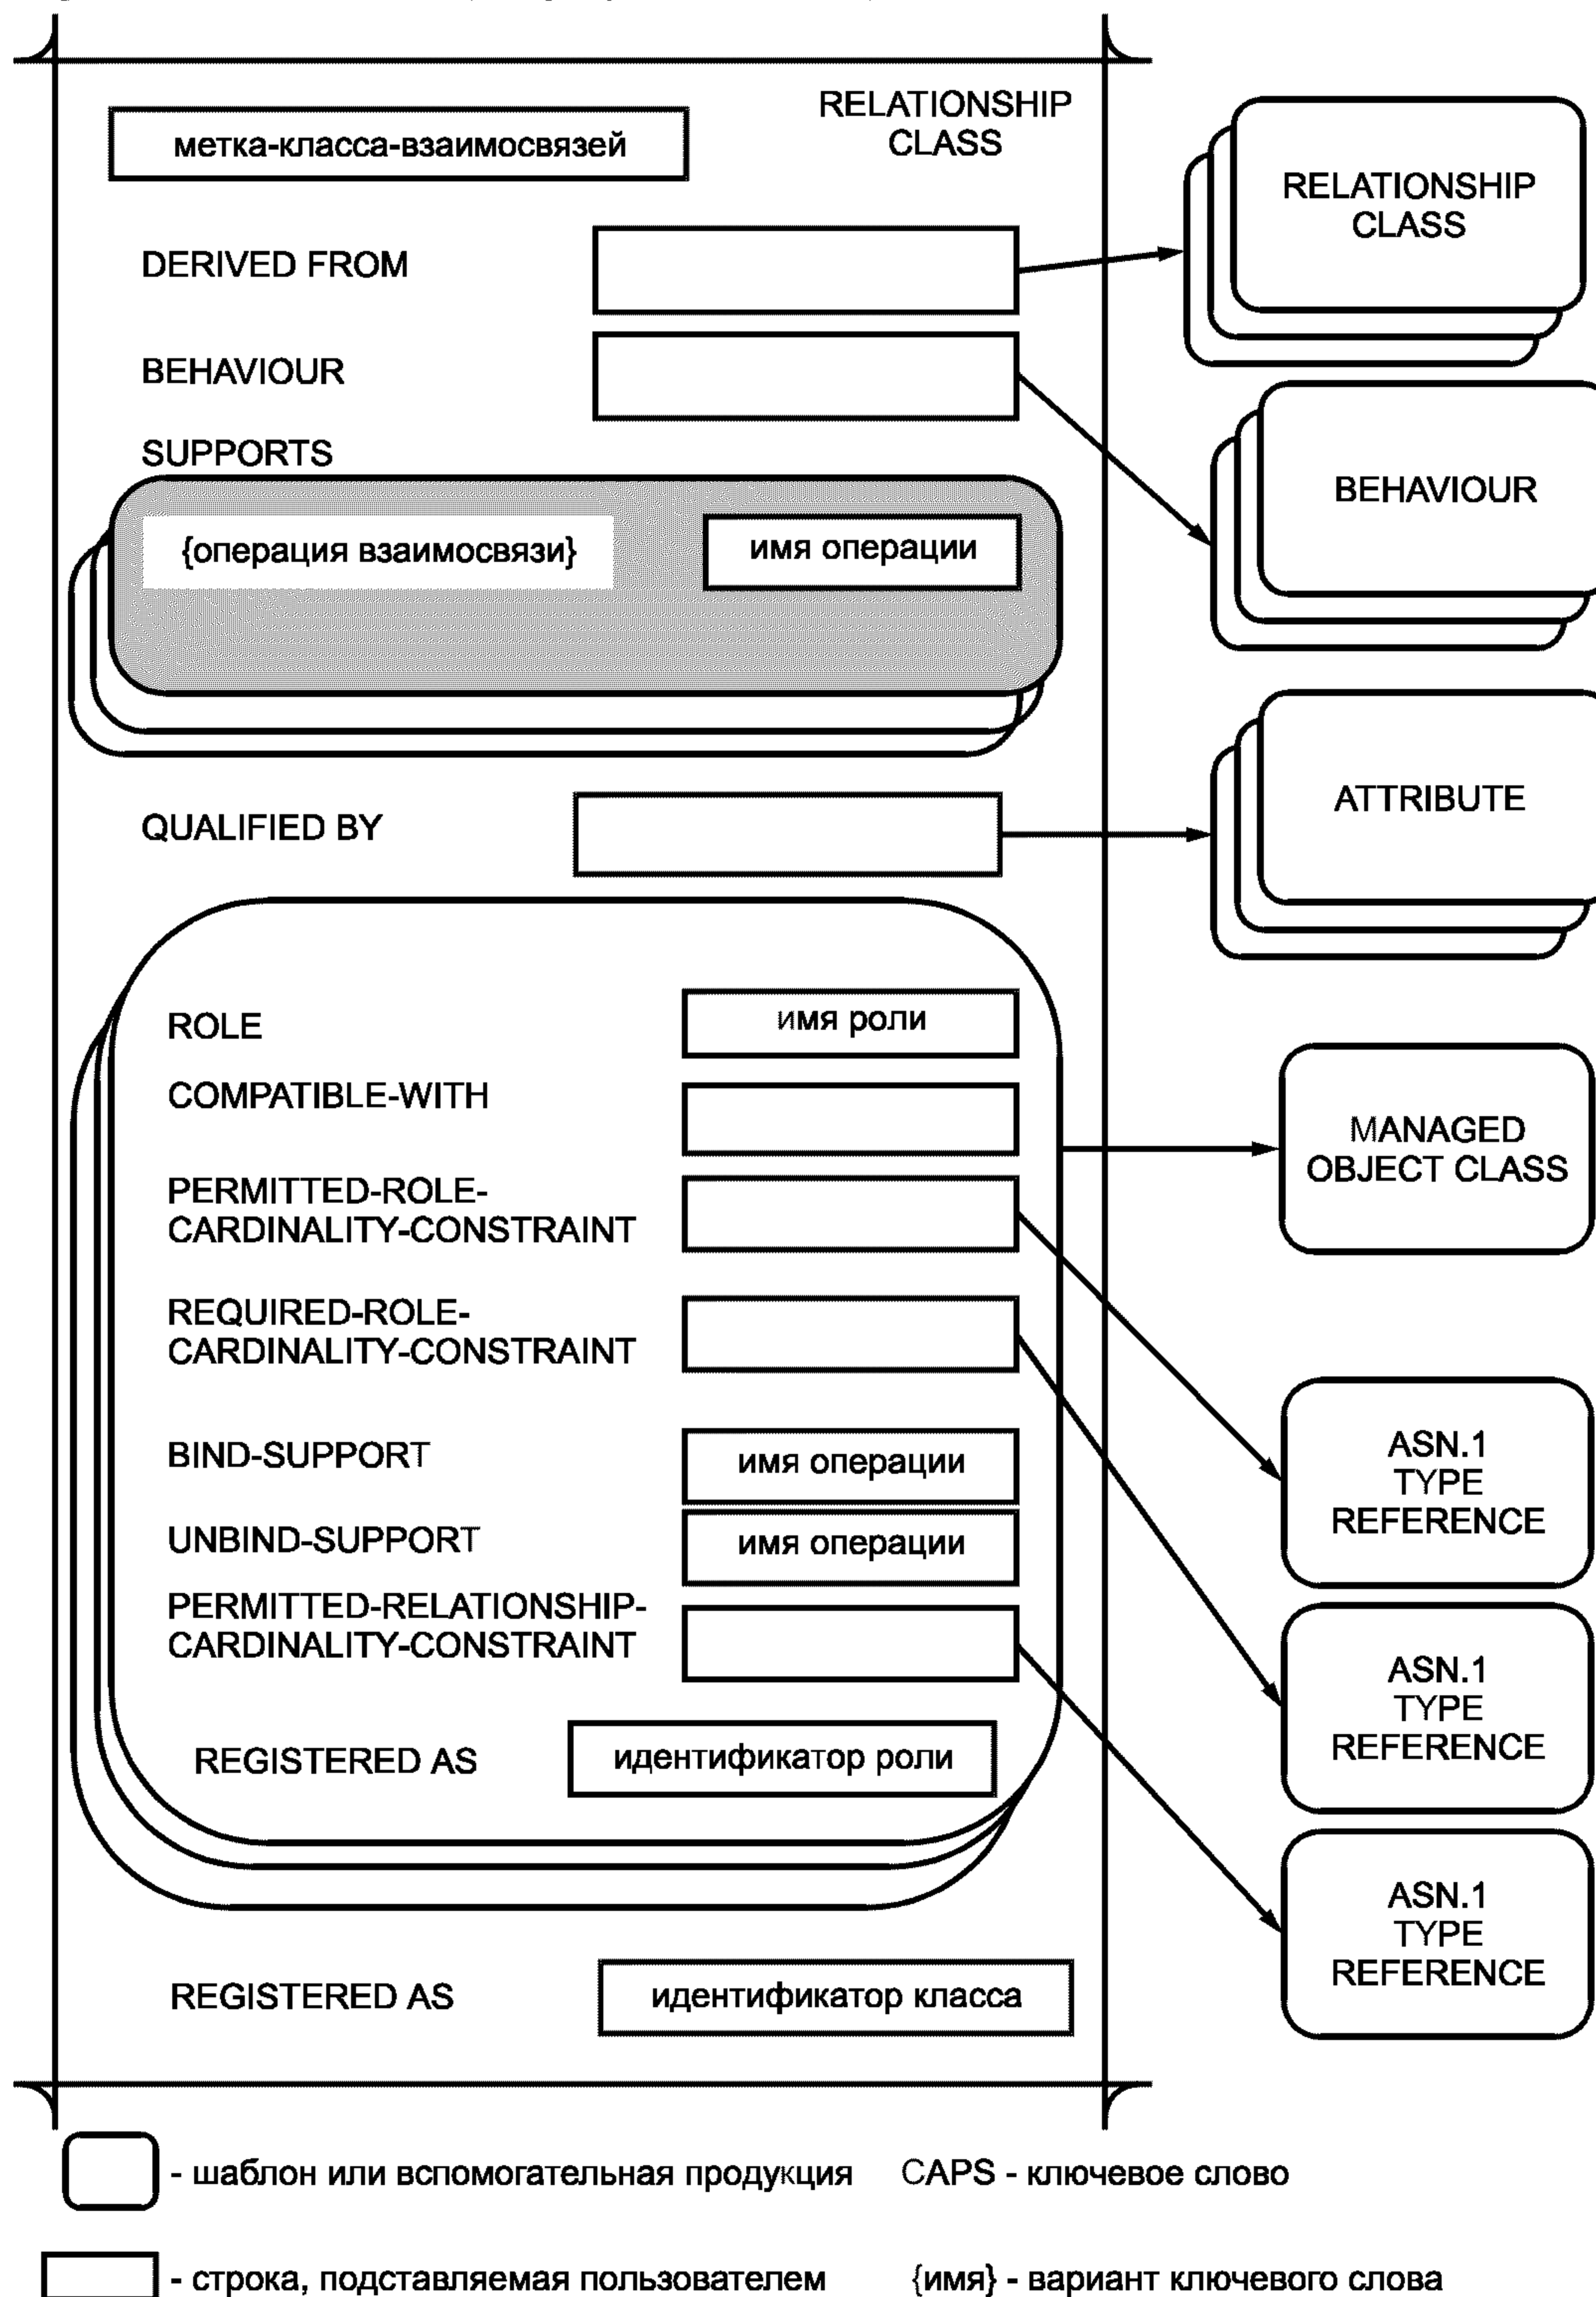 метка-класса-взаимосвязей
RELATIONSHIP
CLASS
DERIVED FROM
RELATIONSHIP
CLASS
BEHAVIOUR
BEHAVIOUR
SUPPORTS
{операция взаимосвязи}
имя операции
QUALIFIED BY
ATTRIBUTE
ROLE
имя роли
COMPATIBLE-WITH
MANAGED
OBJECT CLASS
PERMITTED-ROLE-
CARDINALITY-CONSTRAINT
REQUIRED-ROLE-
CARDINALITY-CONSTRAINT
BIND-SUPPORT
имя операции
ASN.1
TYPE
REFERENCE
UNBIND-SUPPORT
имя операции
PERMITTED-RELATIONSHIP-
CARDINALITY-CONSTRAINT
ASN.1
TYPE
REFERENCE
REGISTERED AS
идентификатор роли
ASN.1
TYPE
REFERENCE
REGISTERED AS
идентификатор класса
- шаблон или вспомогательная продукция
CAPS - ключевое слово
- строка, подставляемая пользователем
{имя} - вариант ключевого слова